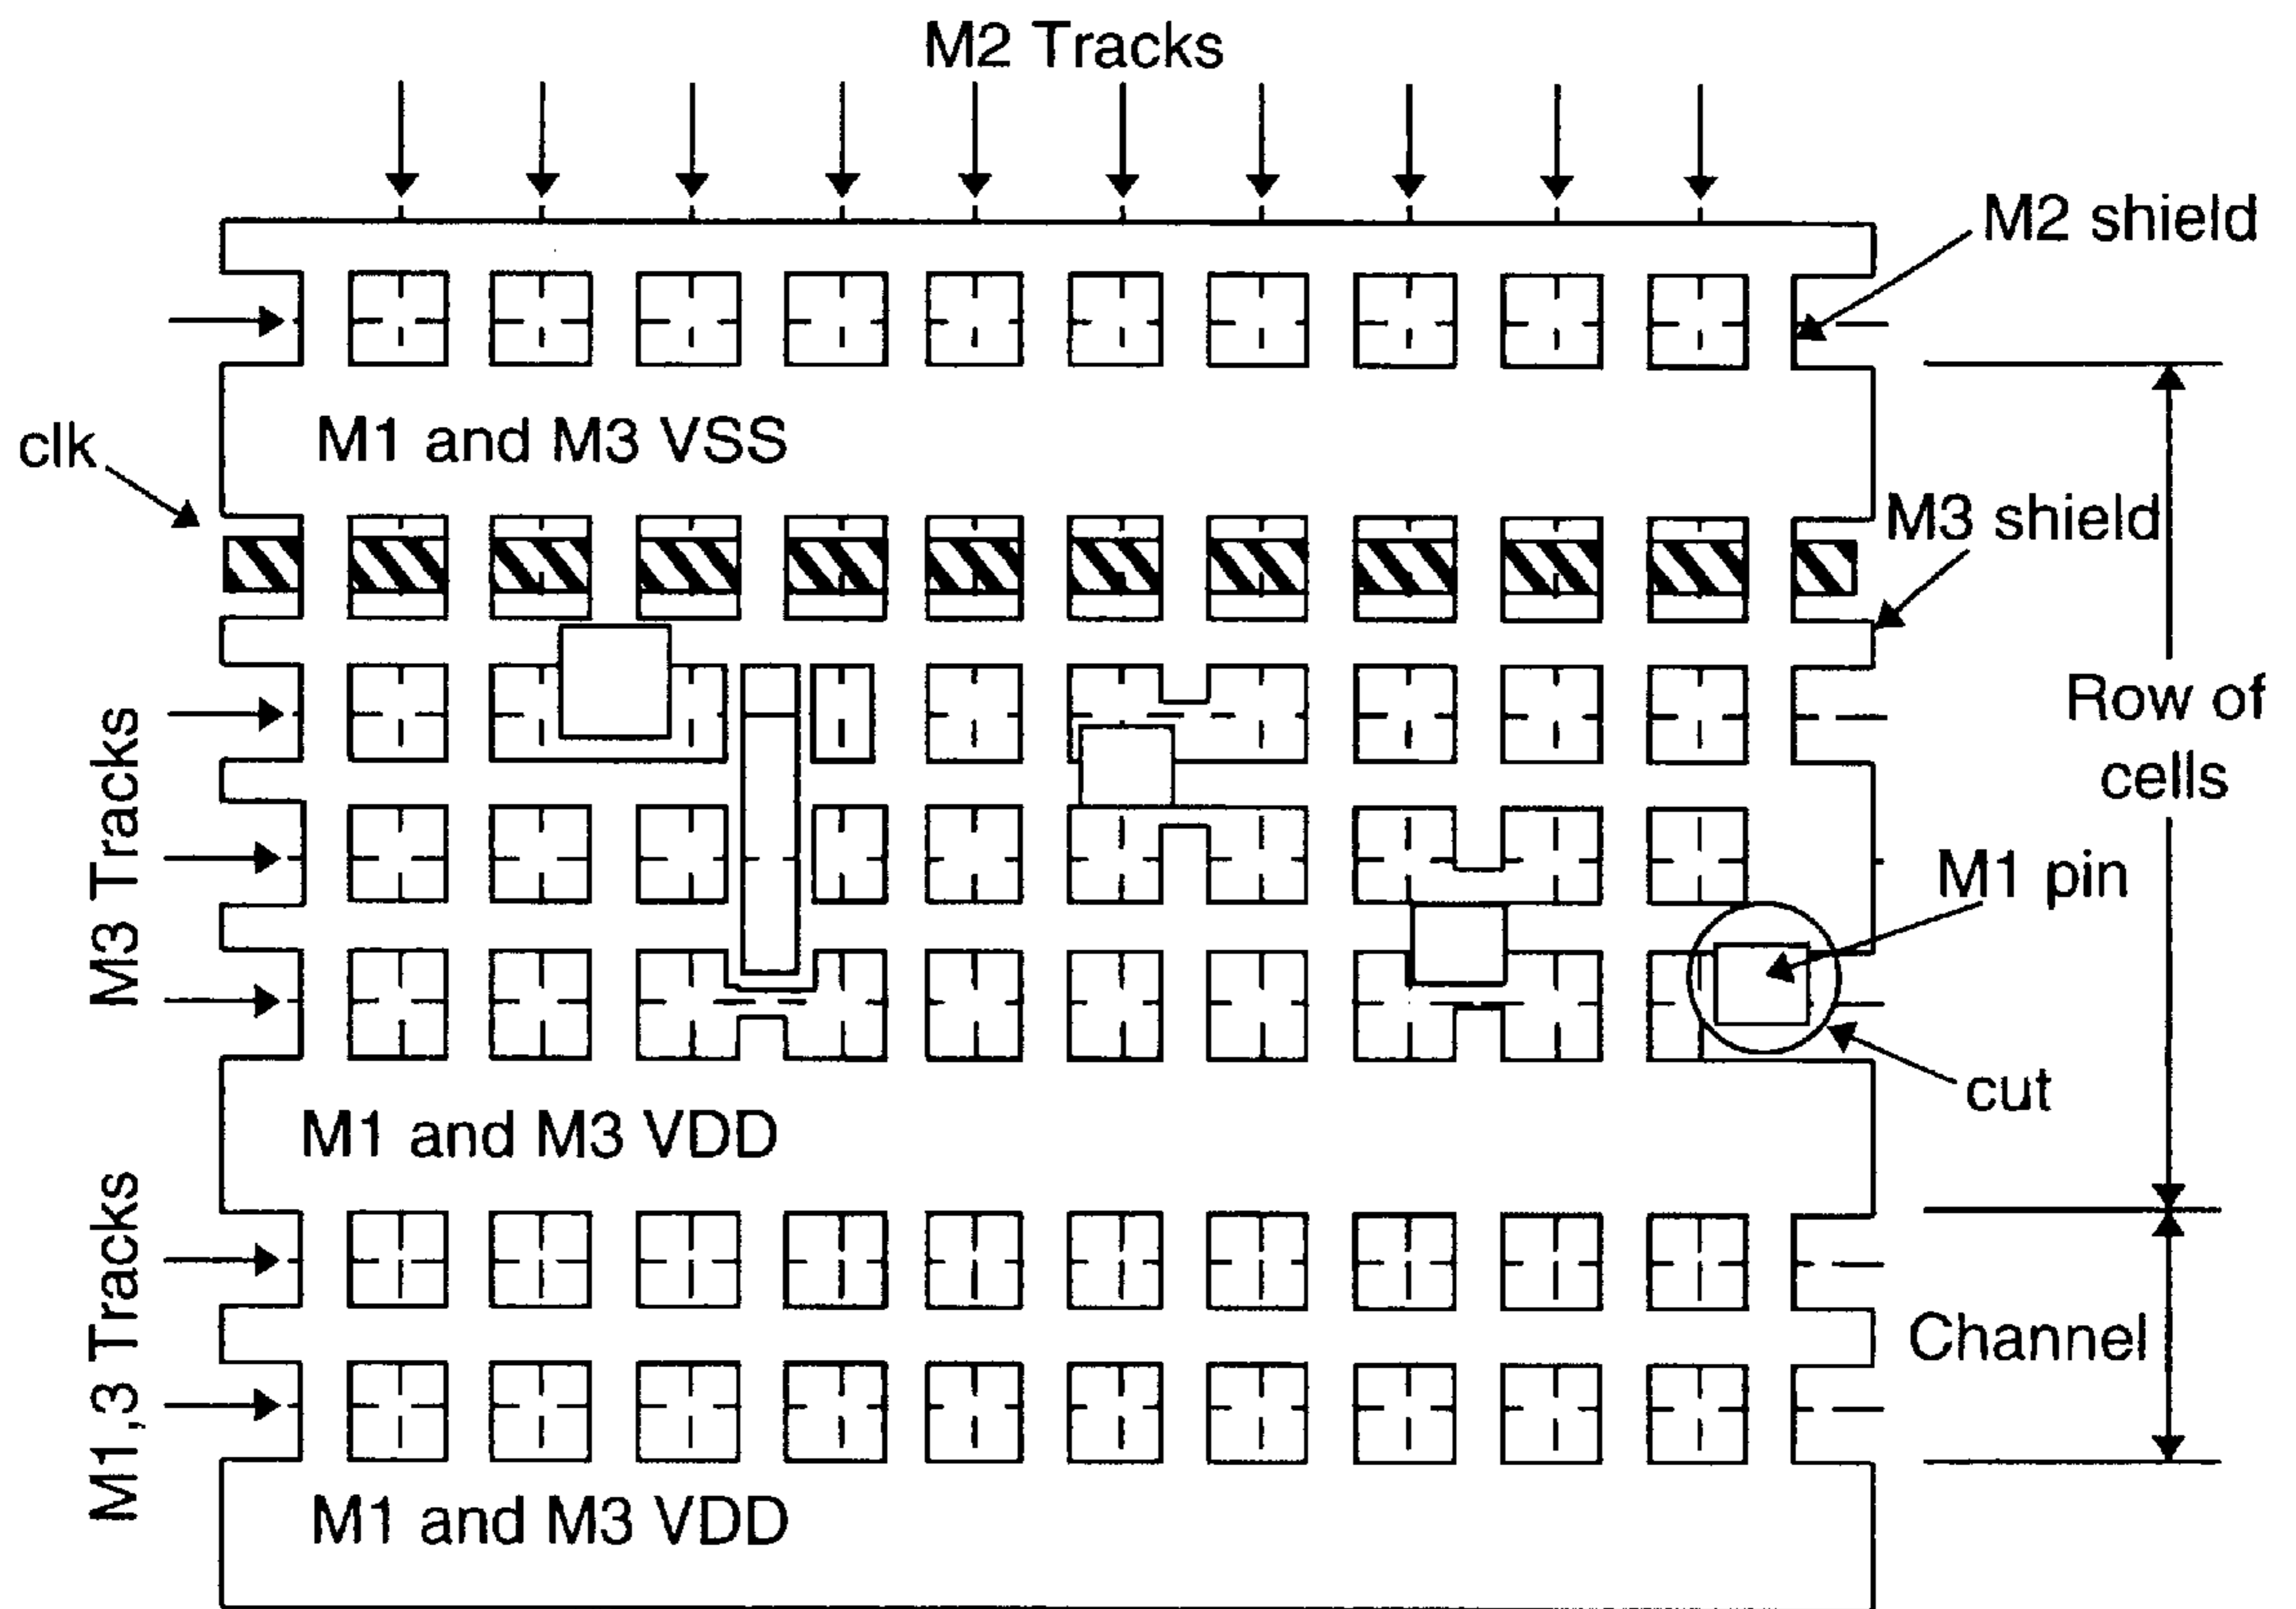 M2 Tracks
M2 shield
M1 and M3 VSS
clk
M3 shield
Row of
cells
M3 Tracks
M1 pin
cut
M1 and M3 VDD
M1,3 Tracks
Channel
M1 and M3 VDD